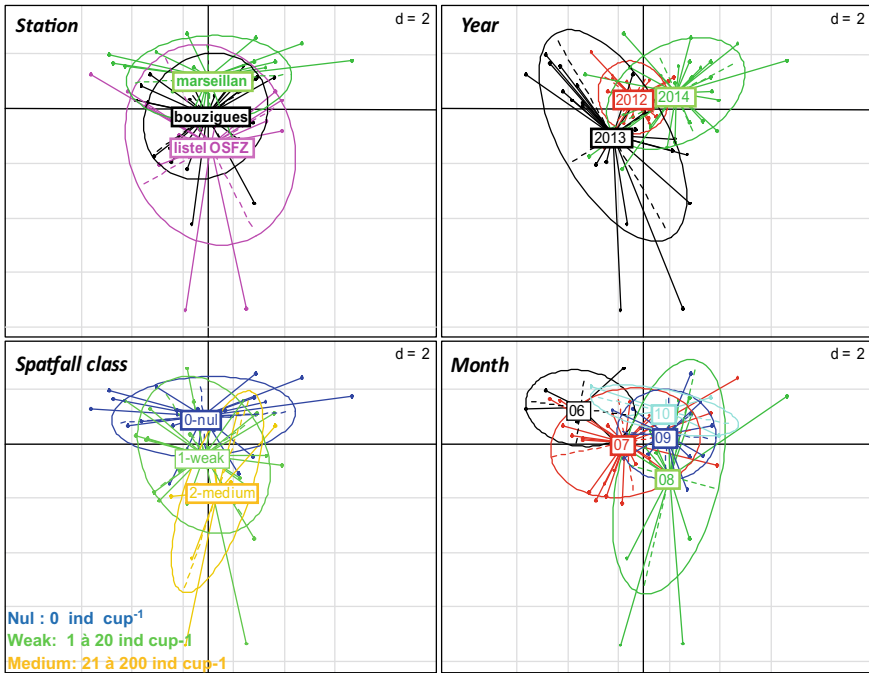 Station
d = 2
marseillan
bouzigues
listel OSFZ
Year
d = 2
2012
2014
2013
Spatfall class
d = 2
0-nul
1-weak
2-medium
Nul : 0 ind cup-1
Weak: 1 à 20 ind cup-1
Medium: 21 à 200 ind cup-1
Month
d = 2
06
10
07
09
08